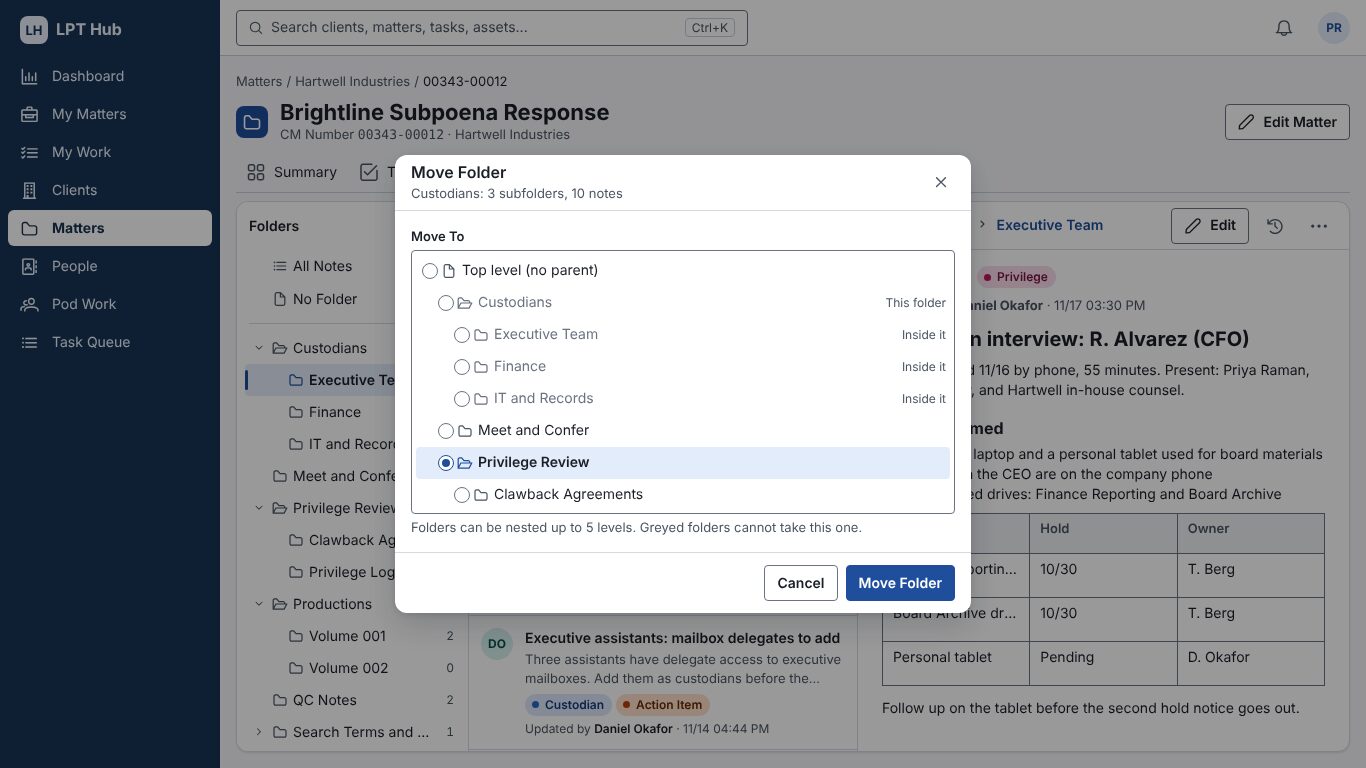 LH LPT Hub
Search clients, matters, tasks, assets... Ctrl+K
PR
Dashboard
My Matters
My Work
Clients
Matters
People
Pod Work
Task Queue
Matters / Hartwell Industries / 00343-00012
Brightline Subpoena Response
CM Number 00343-00012 · Hartwell Industries
Edit Matter
Summary
Folders
All Notes
No Folder
Custodians
Executive Te
Finance
IT and Record
Meet and Confe
Privilege Review
Clawback Ag
Privilege Log
Productions
Volume 001 2
Volume 002 0
QC Notes 2
Search Terms and ... 1
Move Folder
Custodians: 3 subfolders, 10 notes
Move To
Top level (no parent)
Custodians This folder
Executive Team Inside it
Finance Inside it
IT and Records Inside it
Meet and Confer
Privilege Review
Clawback Agreements
Folders can be nested up to 5 levels. Greyed folders cannot take this one.
Cancel
Move Folder
DO
Executive assistants: mailbox delegates to add
Three assistants have delegate access to executive
mailboxes. Add them as custodians before the...
Custodian Action Item
Updated by Daniel Okafor · 11/14 04:44 PM
Executive Team
Edit
Privilege
niel Okafor · 11/17 03:30 PM
n interview: R. Alvarez (CFO)
11/16 by phone, 55 minutes. Present: Priya Raman,
and Hartwell in-house counsel.
med
laptop and a personal tablet used for board materials
the CEO are on the company phone
ed drives: Finance Reporting and Board Archive
Hold Owner
portin... 10/30 T. Berg
Board Archive dr... 10/30 T. Berg
Personal tablet Pending D. Okafor
Follow up on the tablet before the second hold notice goes out.